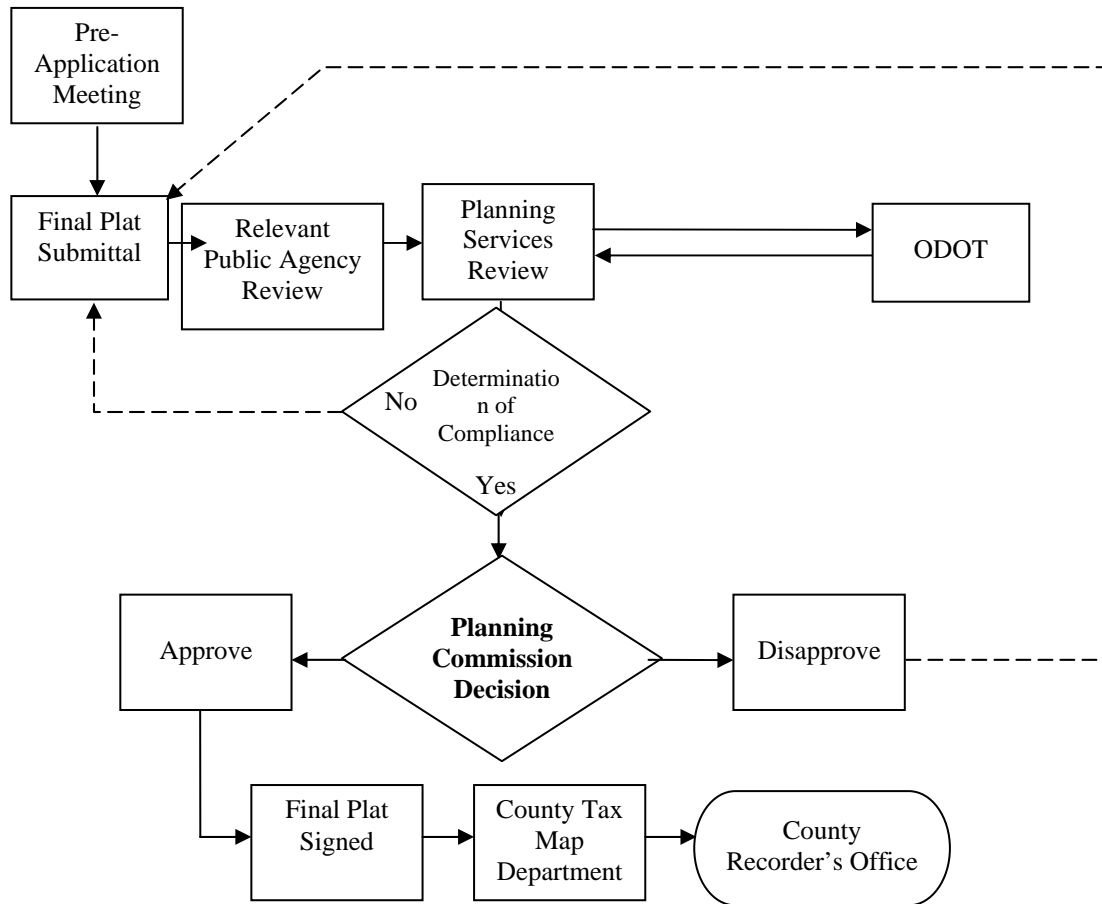 Pre-
Application
Meeting
Final Plat
Submittal
Relevant
Public Agency
Review
Planning
Services
Review
ODOT
No
Determinatio
n of
Compliance
Yes
Planning
Commission
Decision
Approve
Disapprove
Final Plat
Signed
County Tax
Map
Department
County
Recorder’s Office